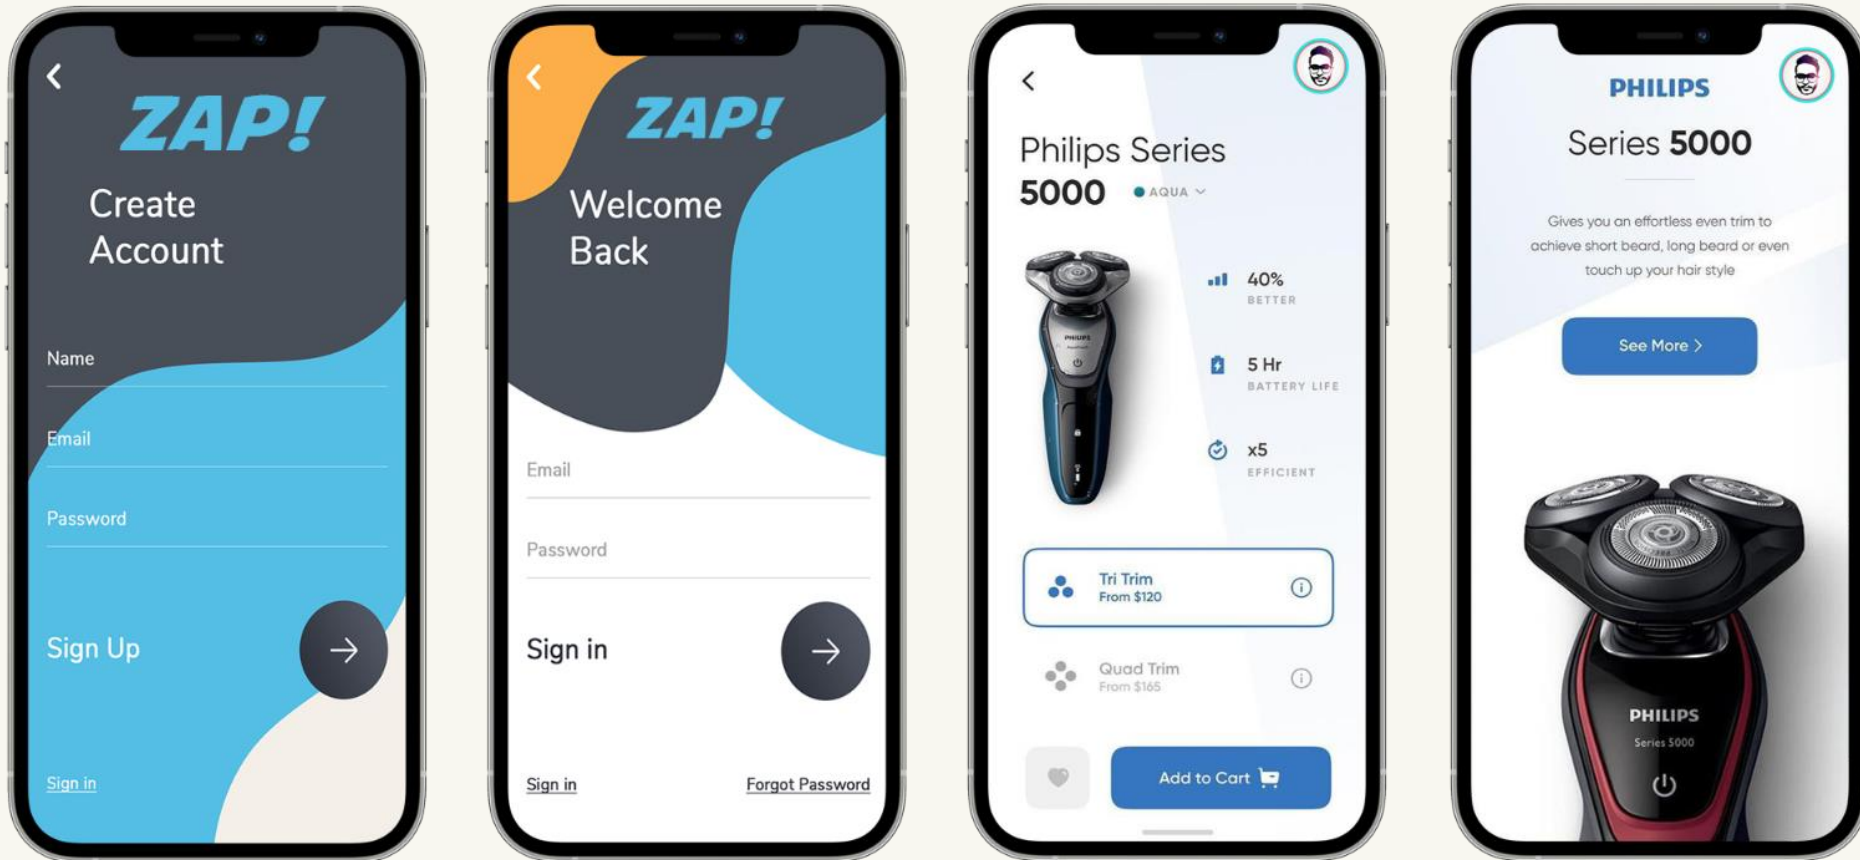 ZAP!
Create
Account
Name
Email
Password
Sign Up
Sign in
ZAP!
Welcome
Back
Email
Password
Sign in
Sign in
Forgot Password
Philips Series
5000
AQUA
40%
BETTER
5 Hr
BATTERY LIFE
x5
EFFICIENT
PHILIPS
Tri Trim
From $120
Quad Trim
From $165
Add to Cart
PHILIPS
Series 5000
Gives you an effortless even trim to
achieve short beard, long beard or even
touch up your hair style
See More >
PHILIPS
Series 5000